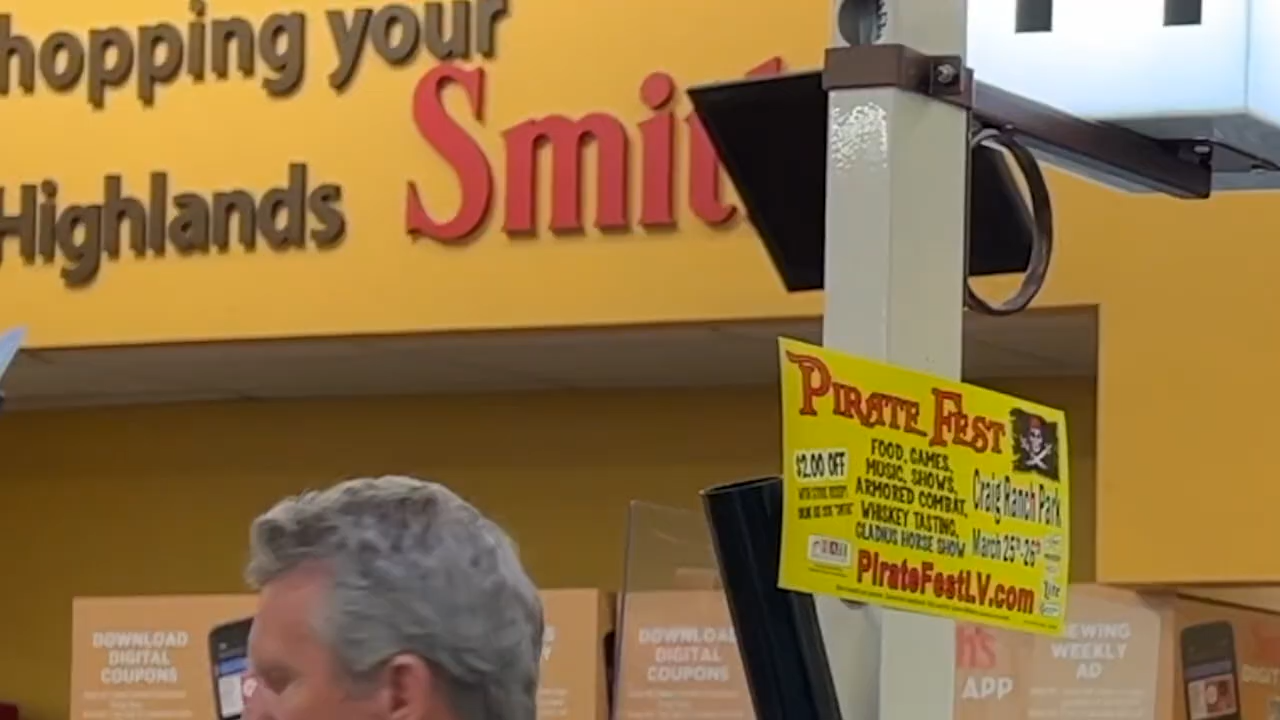 hopping your
Highlands
Smit
PIRATE FEST
$2.00 OFF
FOOD, GAMES,
MUSIC, SHOWS,
ARMORED COMBAT,
WHISKEY TASTING,
GLADIUS HORSE SHOW
Craig Ranch Park
March 25th-26th
PirateFestLV.com
DOWNLOAD
DIGITAL
COUPONS
DOWNLOAD
DIGITAL
COUPONS
APP
WEEKLY
AD